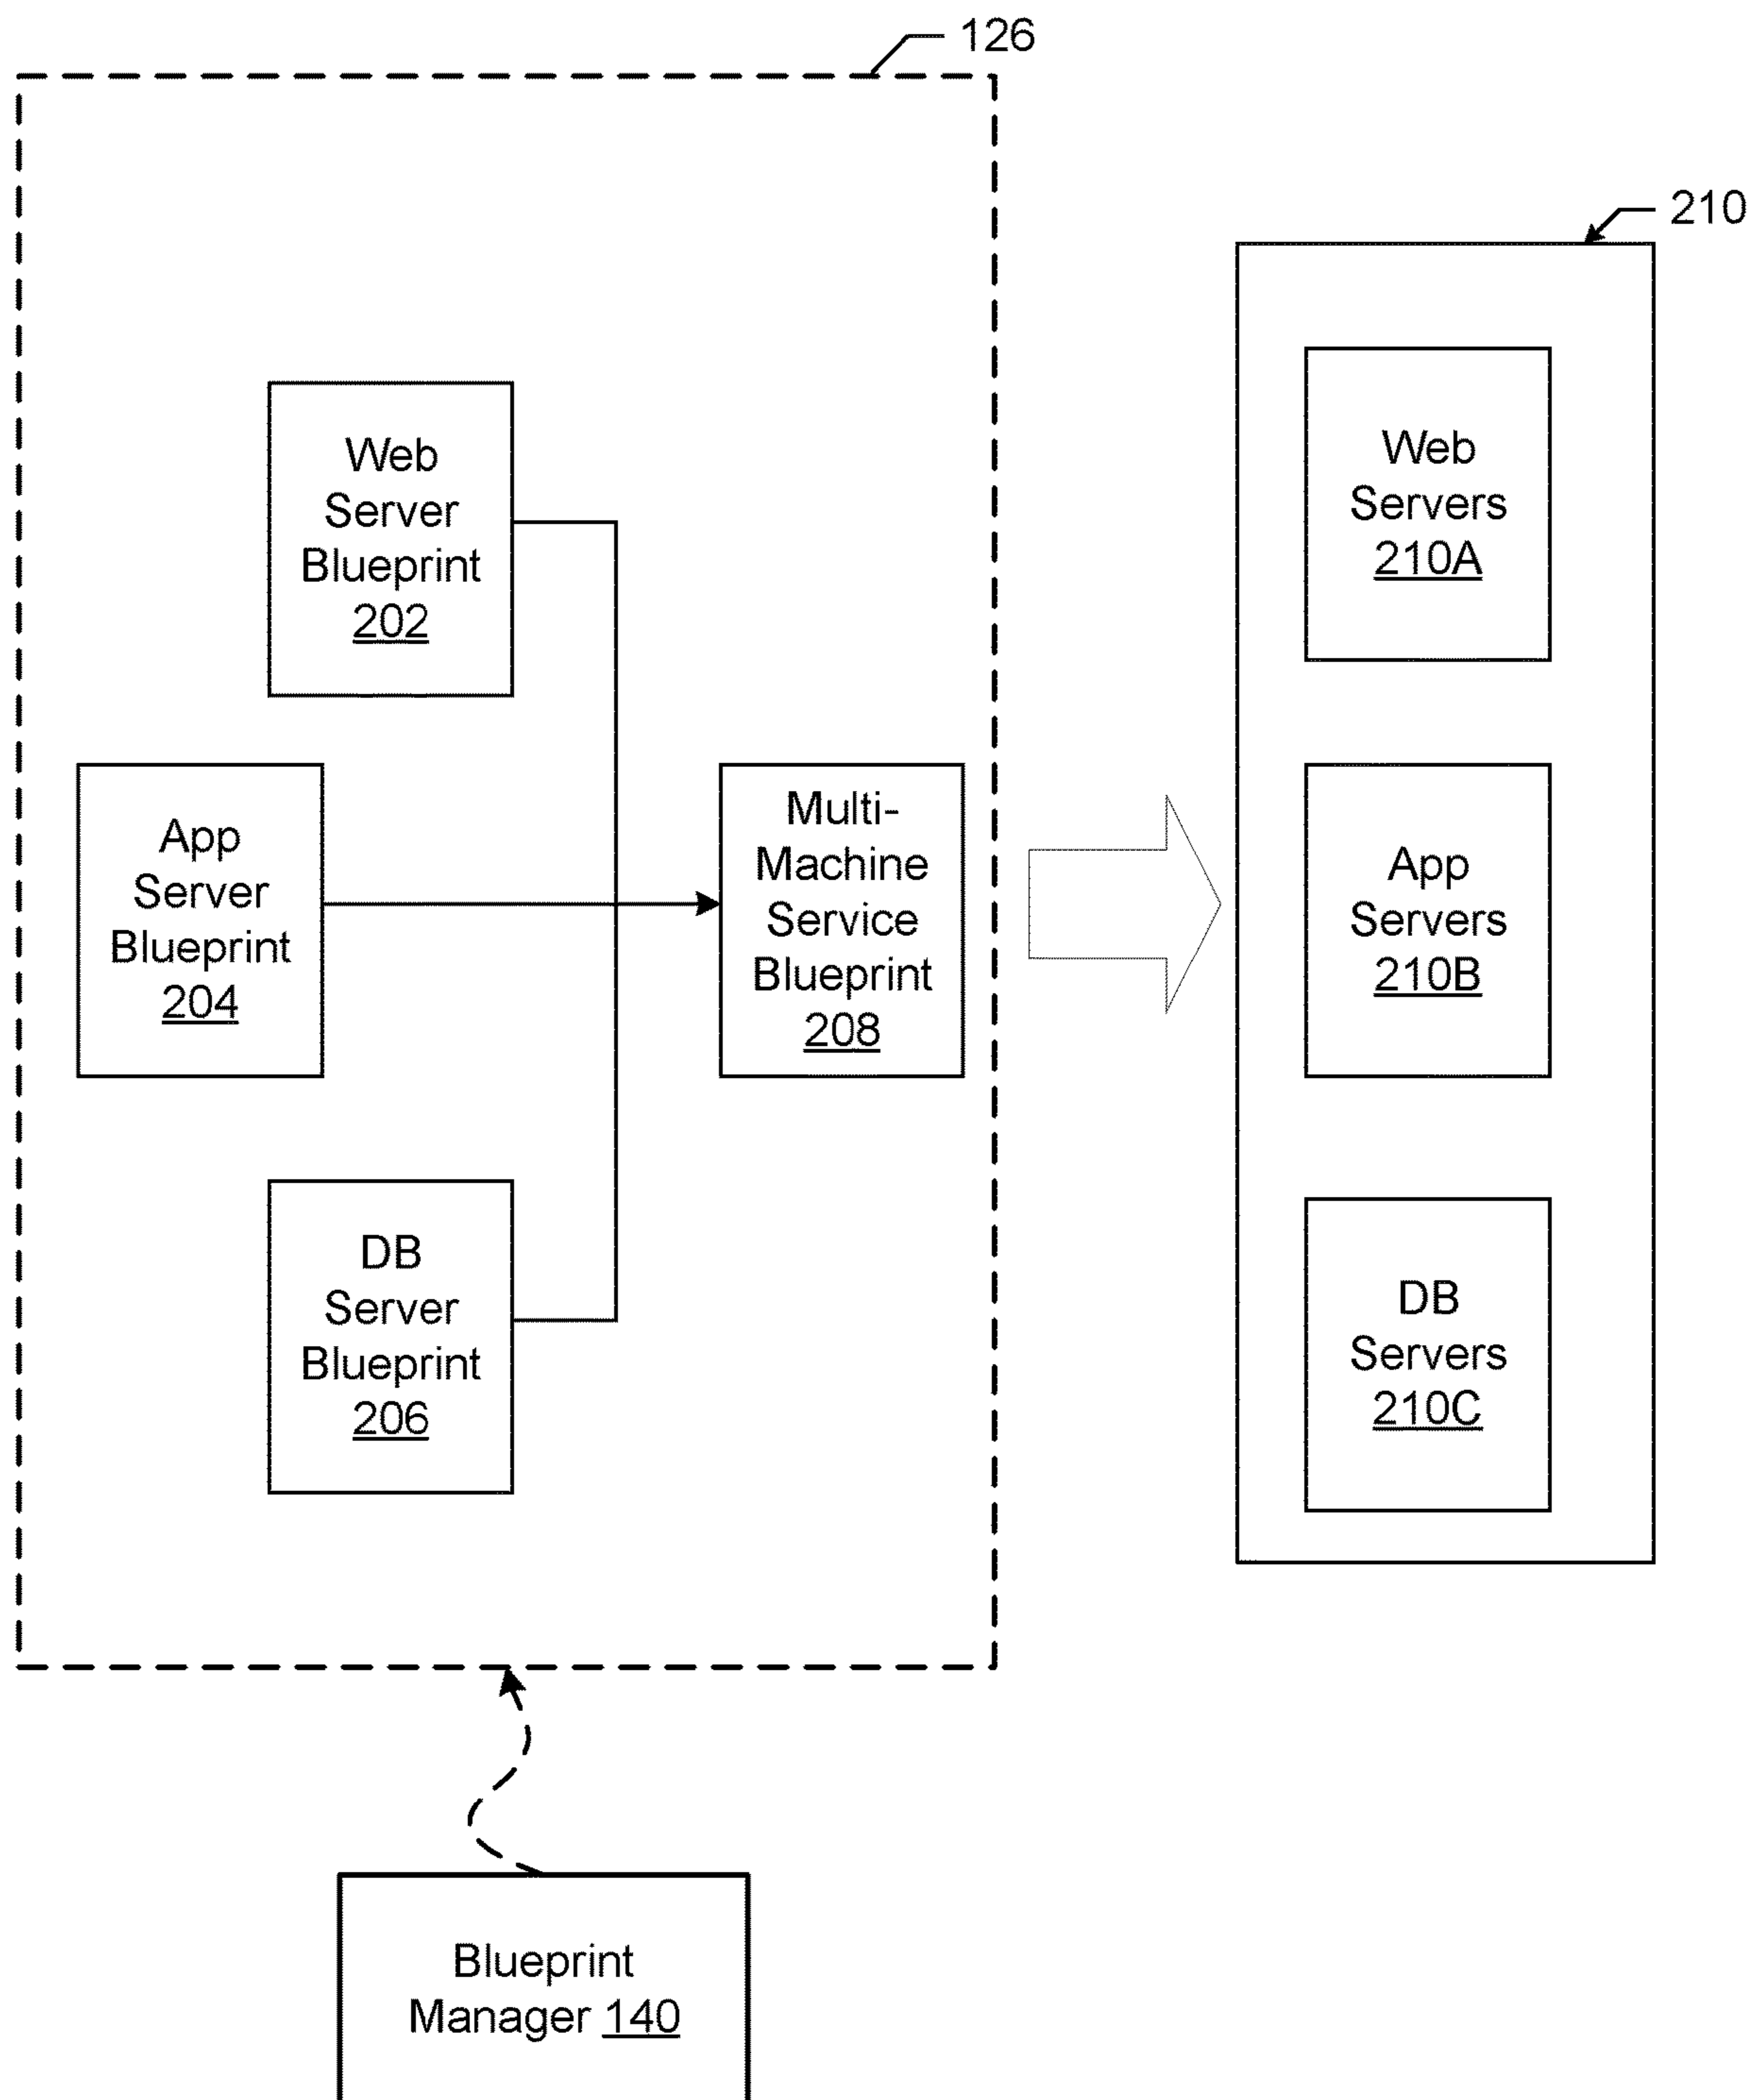 126
210
Web
Server
Blueprint
202
App
Server
Blueprint
204
DB
Server
Blueprint
206
Multi-
Machine
Service
Blueprint
208
Web
Servers
210A
App
Servers
210B
DB
Servers
210C
Blueprint
Manager 140